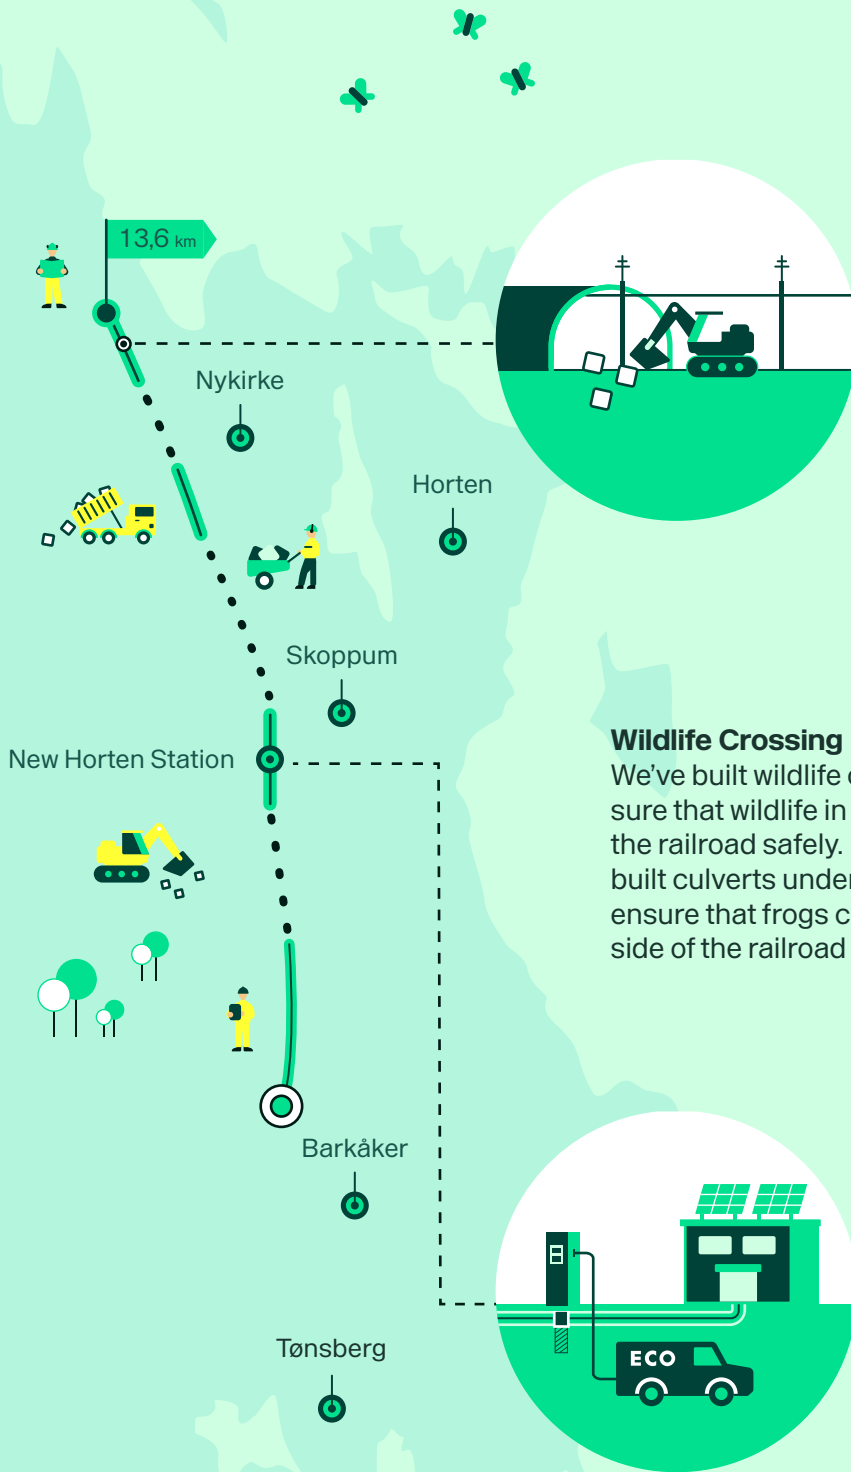 13,6 km
Nykirke
Horten
Skoppum
New Horten Station
Wildlife Crossing
We've built wildlife
sure that wildlife in
the railroad safely.
built culverts under
ensure that frogs
side of the railroad
Barkåker
ECO
Tønsberg